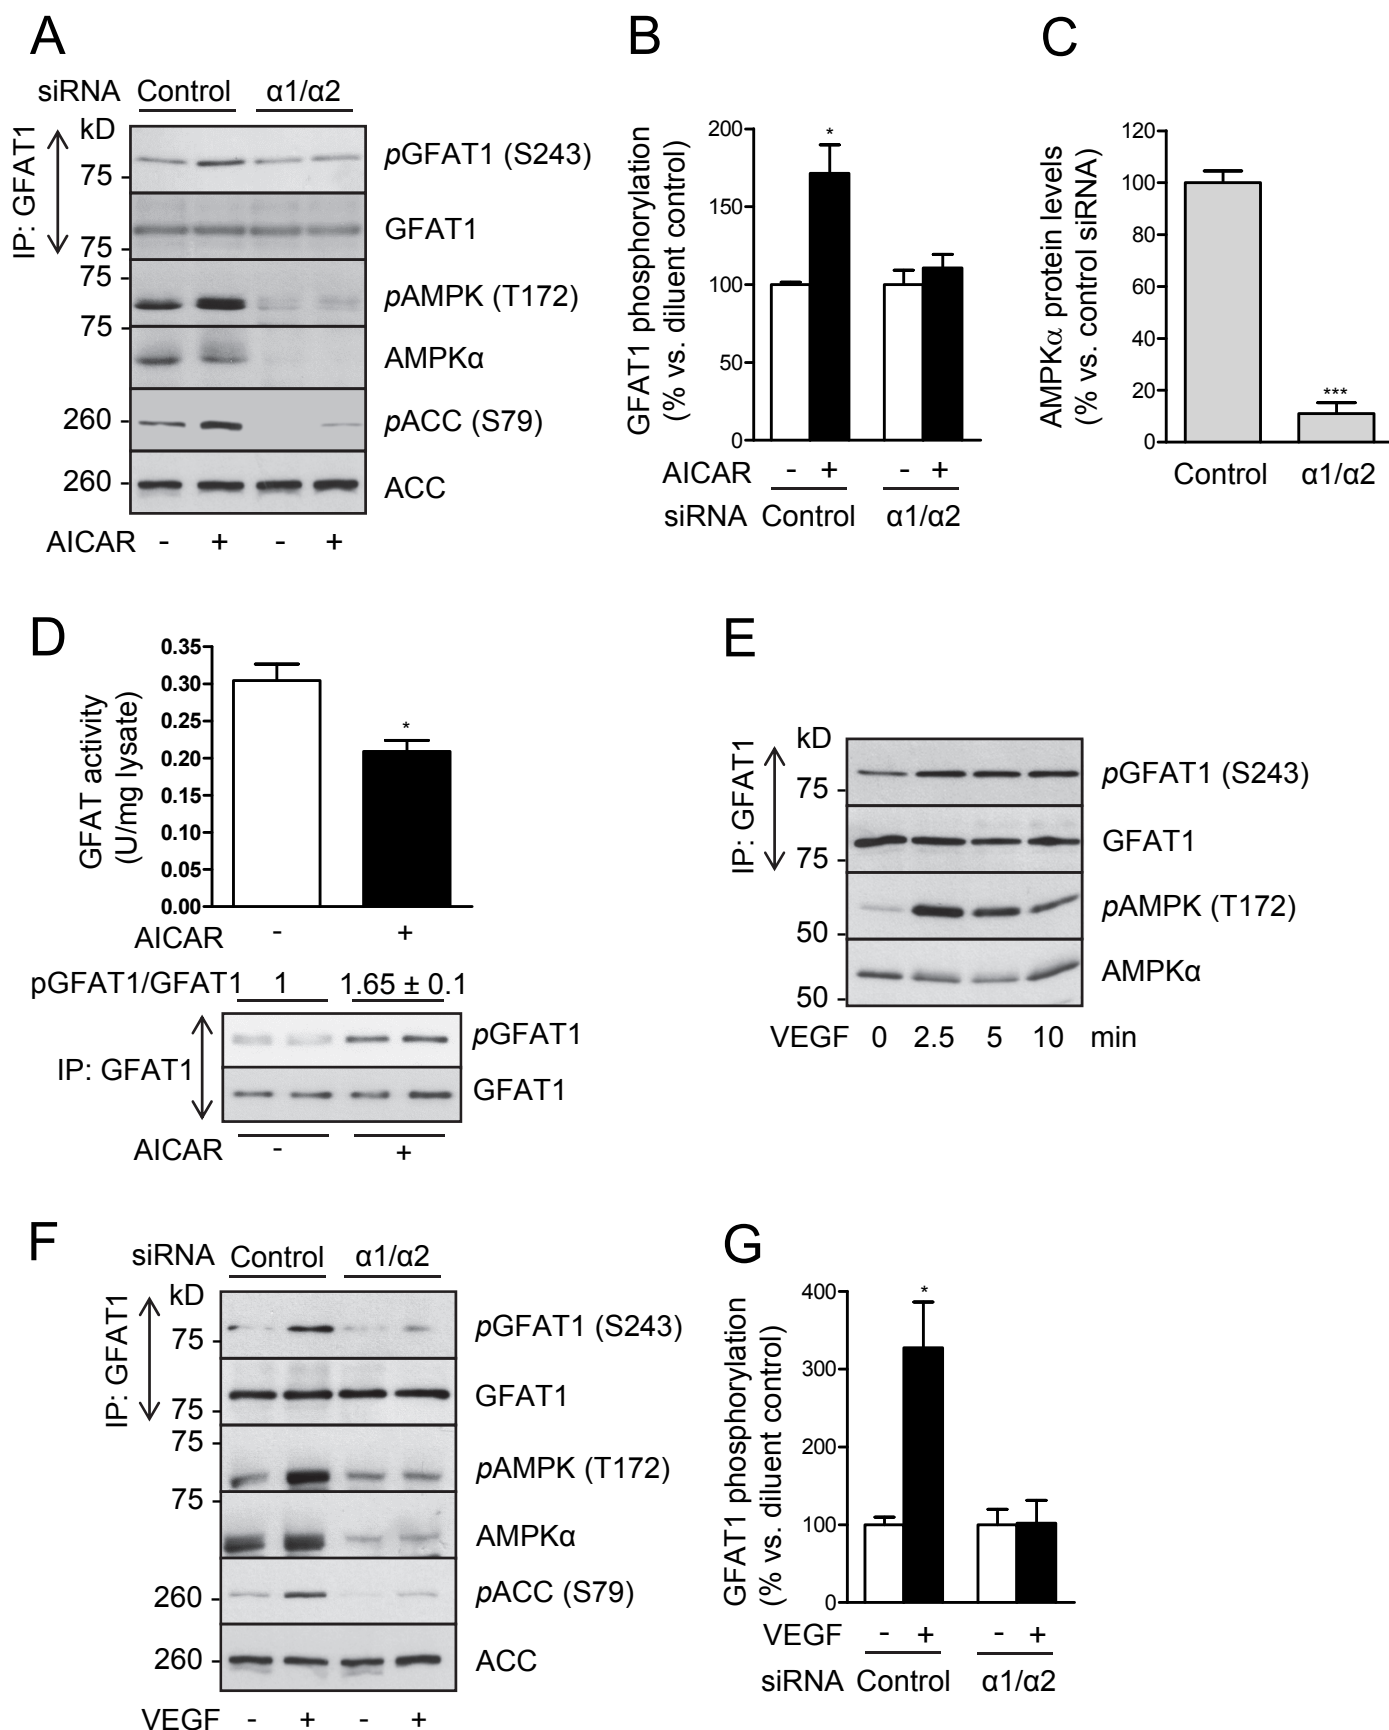 A
siRNA Control α1/α2
kD
IP: GFAT1
75
pGFAT1 (S243)
75
GFAT1
75
pAMPK (T172)
75
AMPKα
260
pACC (S79)
260
ACC
AICAR - + - +
B
GFAT1 phosphorylation
(% vs. diluent control)
200
150
100
50
0
*
AICAR - + - +
siRNA Control α1/α2
C
AMPKα protein levels
(% vs. control siRNA)
120
100
80
60
40
20
0
***
Control α1/α2
D
GFAT activity
(U/mg lysate)
0.35
0.30
0.25
0.20
0.15
0.10
0.05
0.00
*
AICAR - +
pGFAT1/GFAT1 1 1.65 ± 0.1
IP: GFAT1
pGFAT1
GFAT1
AICAR - +
E
kD
IP: GFAT1
75
pGFAT1 (S243)
75
GFAT1
pAMPK (T172)
50
AMPKα
50
VEGF 0 2.5 5 10 min
F
siRNA Control α1/α2
kD
IP: GFAT1
75
pGFAT1 (S243)
75
GFAT1
75
pAMPK (T172)
75
AMPKα
260
pACC (S79)
260
ACC
VEGF - + - +
G
GFAT1 phosphorylation
(% vs. diluent control)
400
300
200
100
0
*
VEGF - + - +
siRNA Control α1/α2